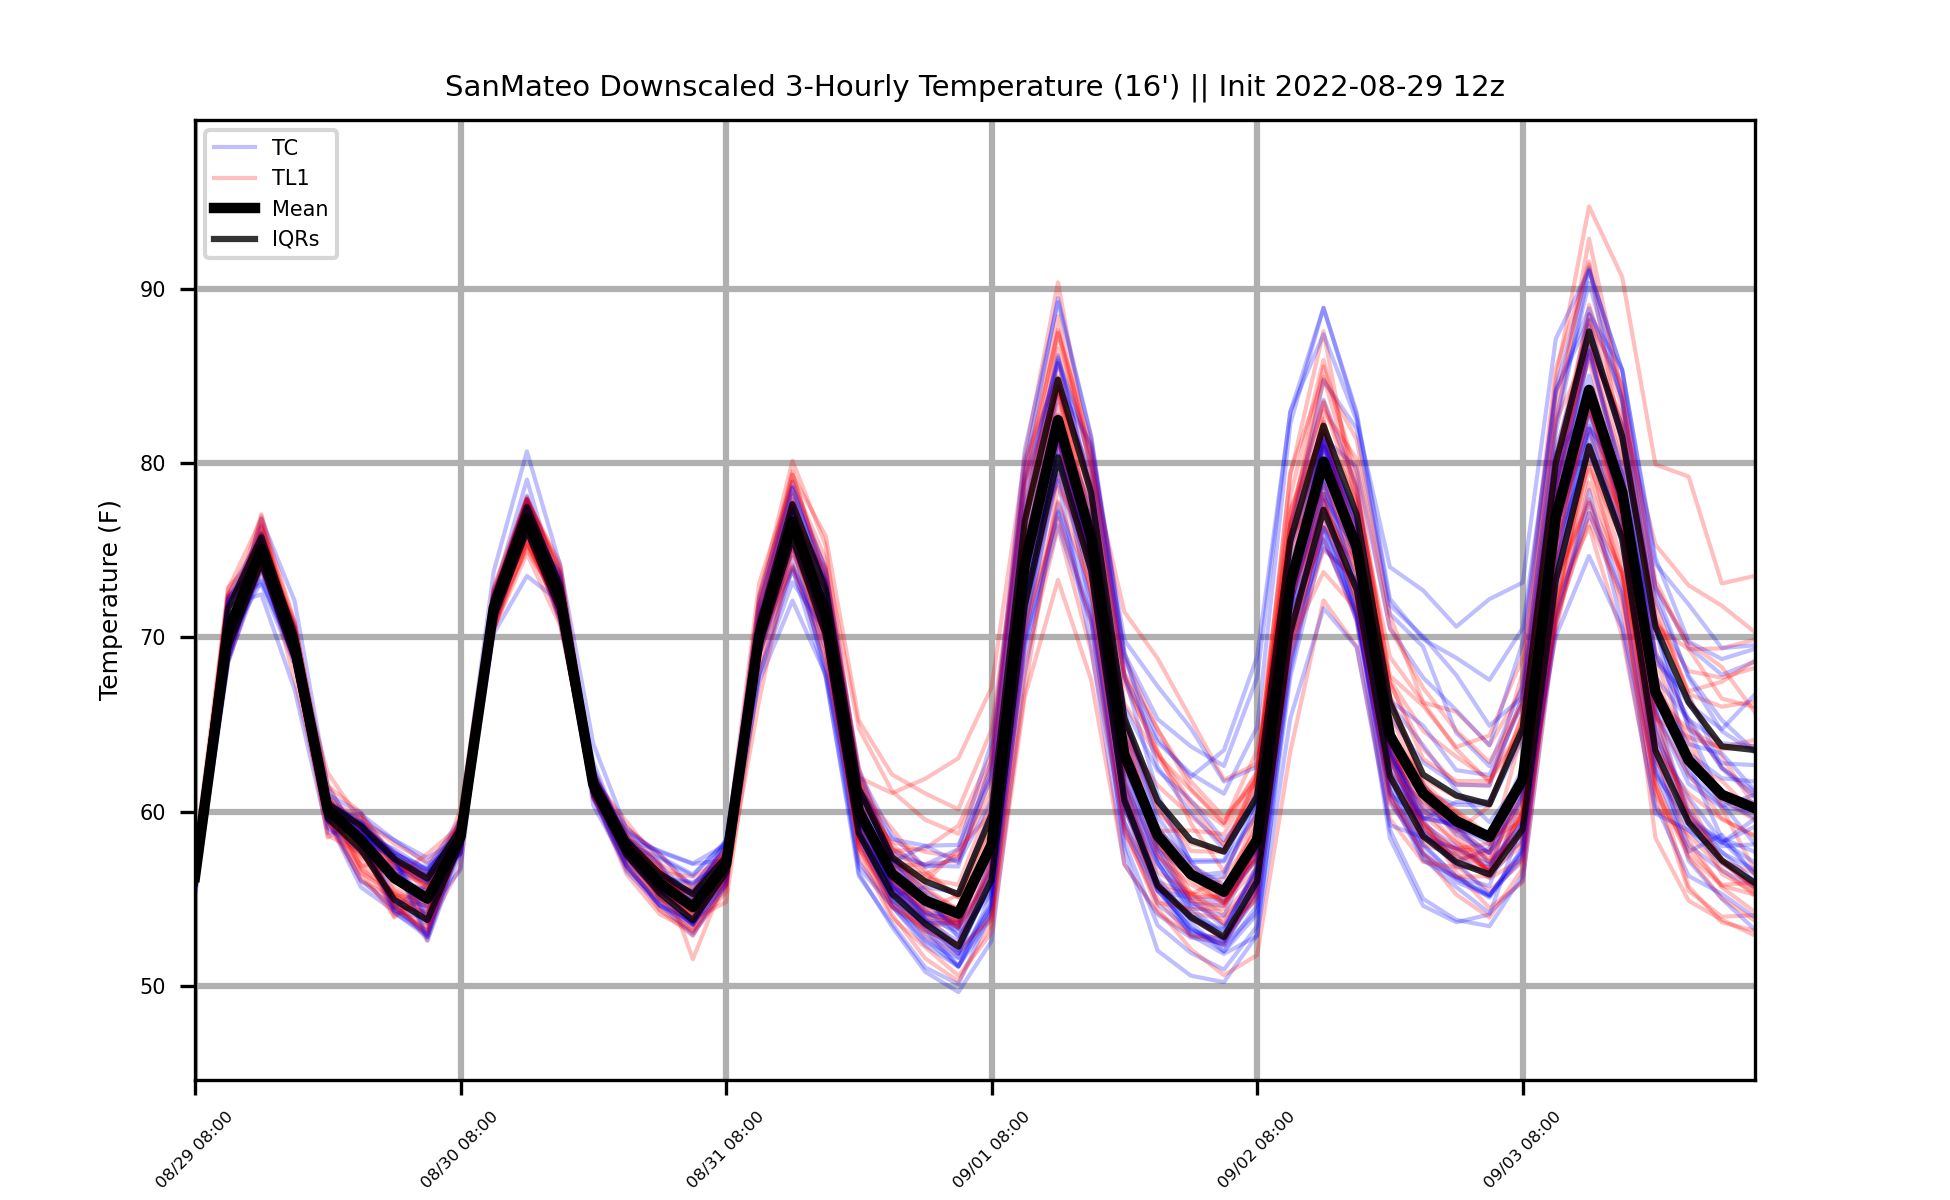 SanMateo Downscaled 3-Hourly Temperature (16') || Init 2022-08-29 12z
TC
TL1
Mean
IQRs
Temperature (F)
90
80
70
60
50
08/29 08:00
08/30 08:00
08/31 08:00
09/01 08:00
09/02 08:00
09/03 08:00